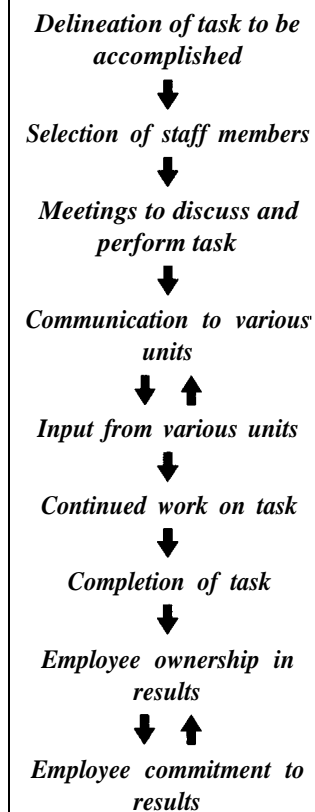 Delineation of task to be
accomplished
Selection of staff members
Meetings to discuss and
perform task
Communication to various
units
Input from various units
Continued work on task
Completion of task
Employee ownership in
results
Employee commitment to
results